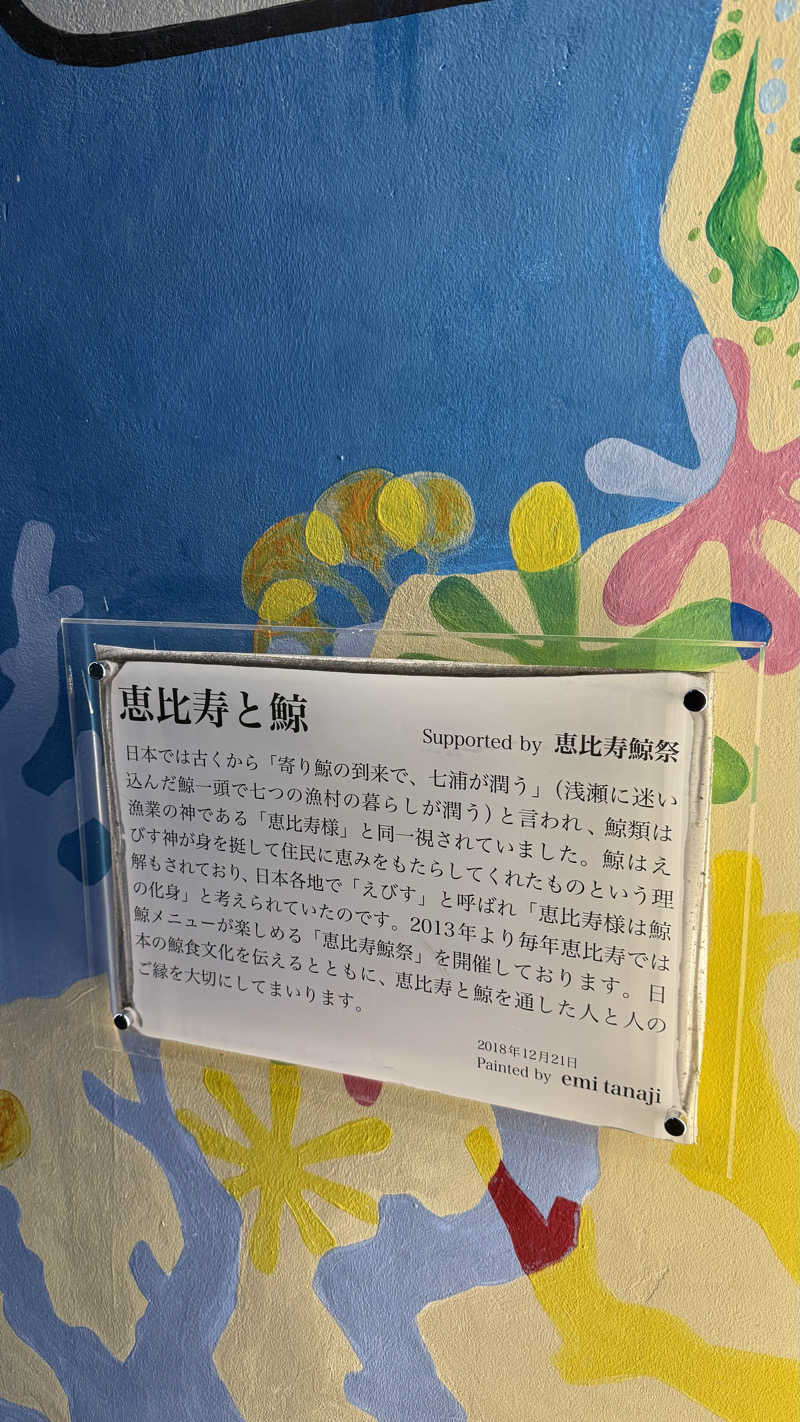 恵比寿と鯨
Supported by 恵比寿鯨祭
日本では古くから「寄り鯨の到来で、七浦が潤う」(浅瀬に迷い
込んだ鯨一頭で七つの漁村の暮らしが潤う)と言われ、鯨類は
漁業の神である「恵比寿様」と同一視されていました。鯨はえ
びす神が身を挺して住民に恵みをもたらしてくれたものという理
解もされており、日本各地で「えびす」と呼ばれ「恵比寿様は鯨
の化身」と考えられていたのです。2013年より毎年恵比寿では
鯨メニューが楽しめる「恵比寿鯨祭」を開催しております。日
本の鯨食文化を伝えるとともに、恵比寿と鯨を通した人と人の
ご縁を大切にしてまいります。
2018年12月21日
Painted by emi tanaji